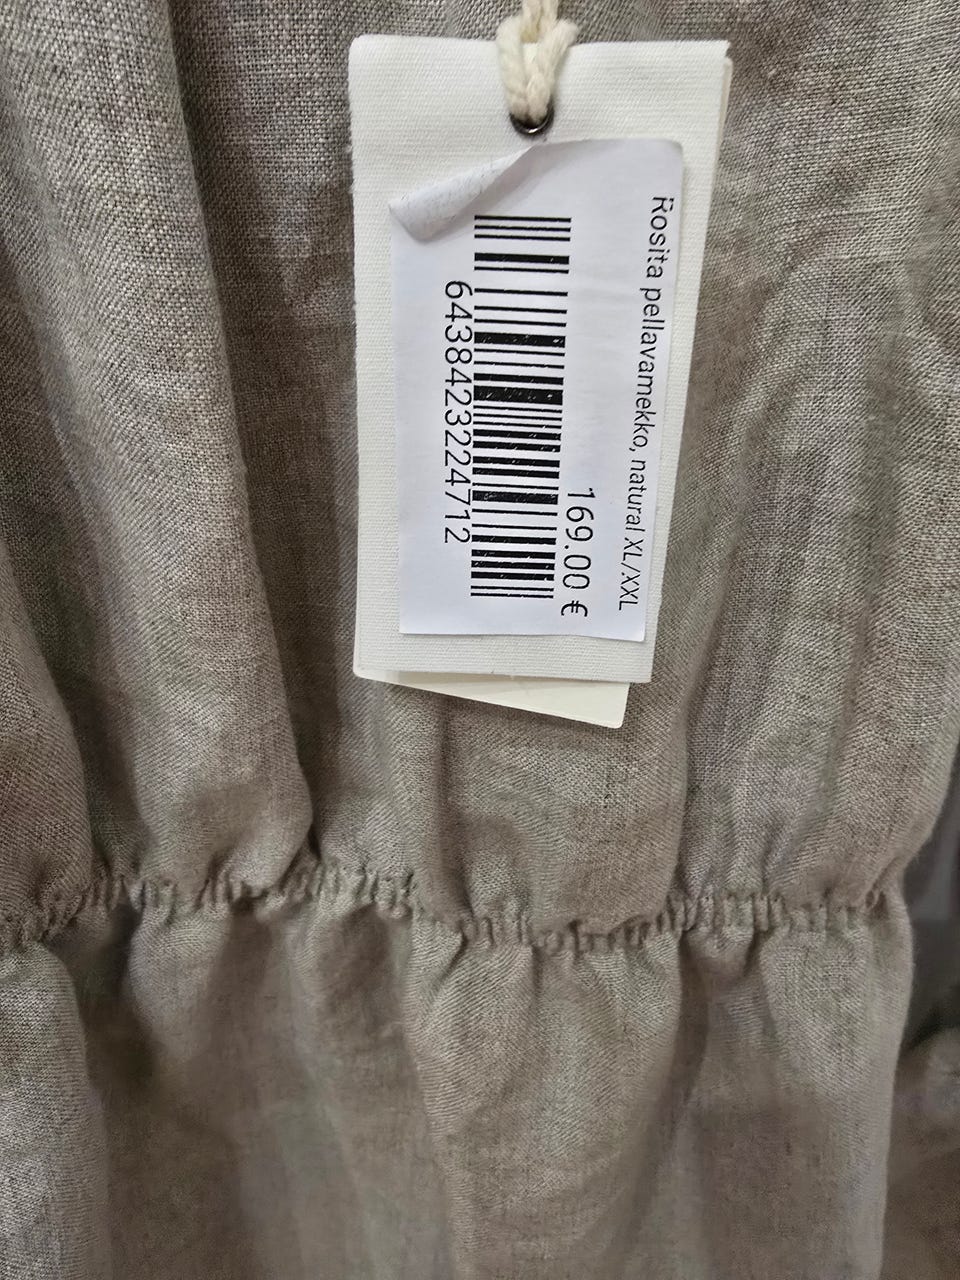 Rosita pellavamekko, natural XL/XXL
169.00 €
6438423224712